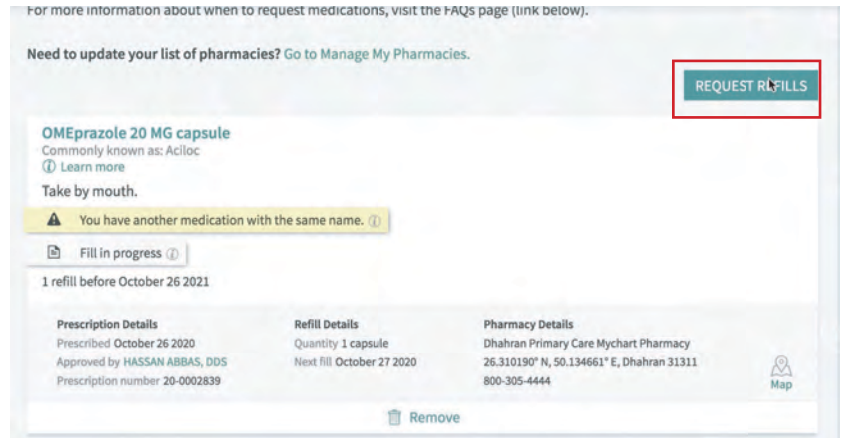 For more information about when to request medications, visit the FAQs page (link below).
Need to update your list of pharmacies? Go to Manage My Pharmacies.
REQUEST REFILLS
OMEprazole 20 MG capsule
Commonly known as: Aciloc
Learn more
Take by mouth.
You have another medication with the same name.
Fill in progress
1 refill before October 26 2021
Prescription Details
Prescribed October 26 2020
Approved by HASSAN ABBAS, DDS
Prescription number 20-0002839
Refill Details
Quantity 1 capsule
Next fill October 27 2020
Pharmacy Details
Dhahran Primary Care Mychart Pharmacy
26.310190° N, 50.134661° E, Dhahran 31311
800-305-4444
Map
Remove